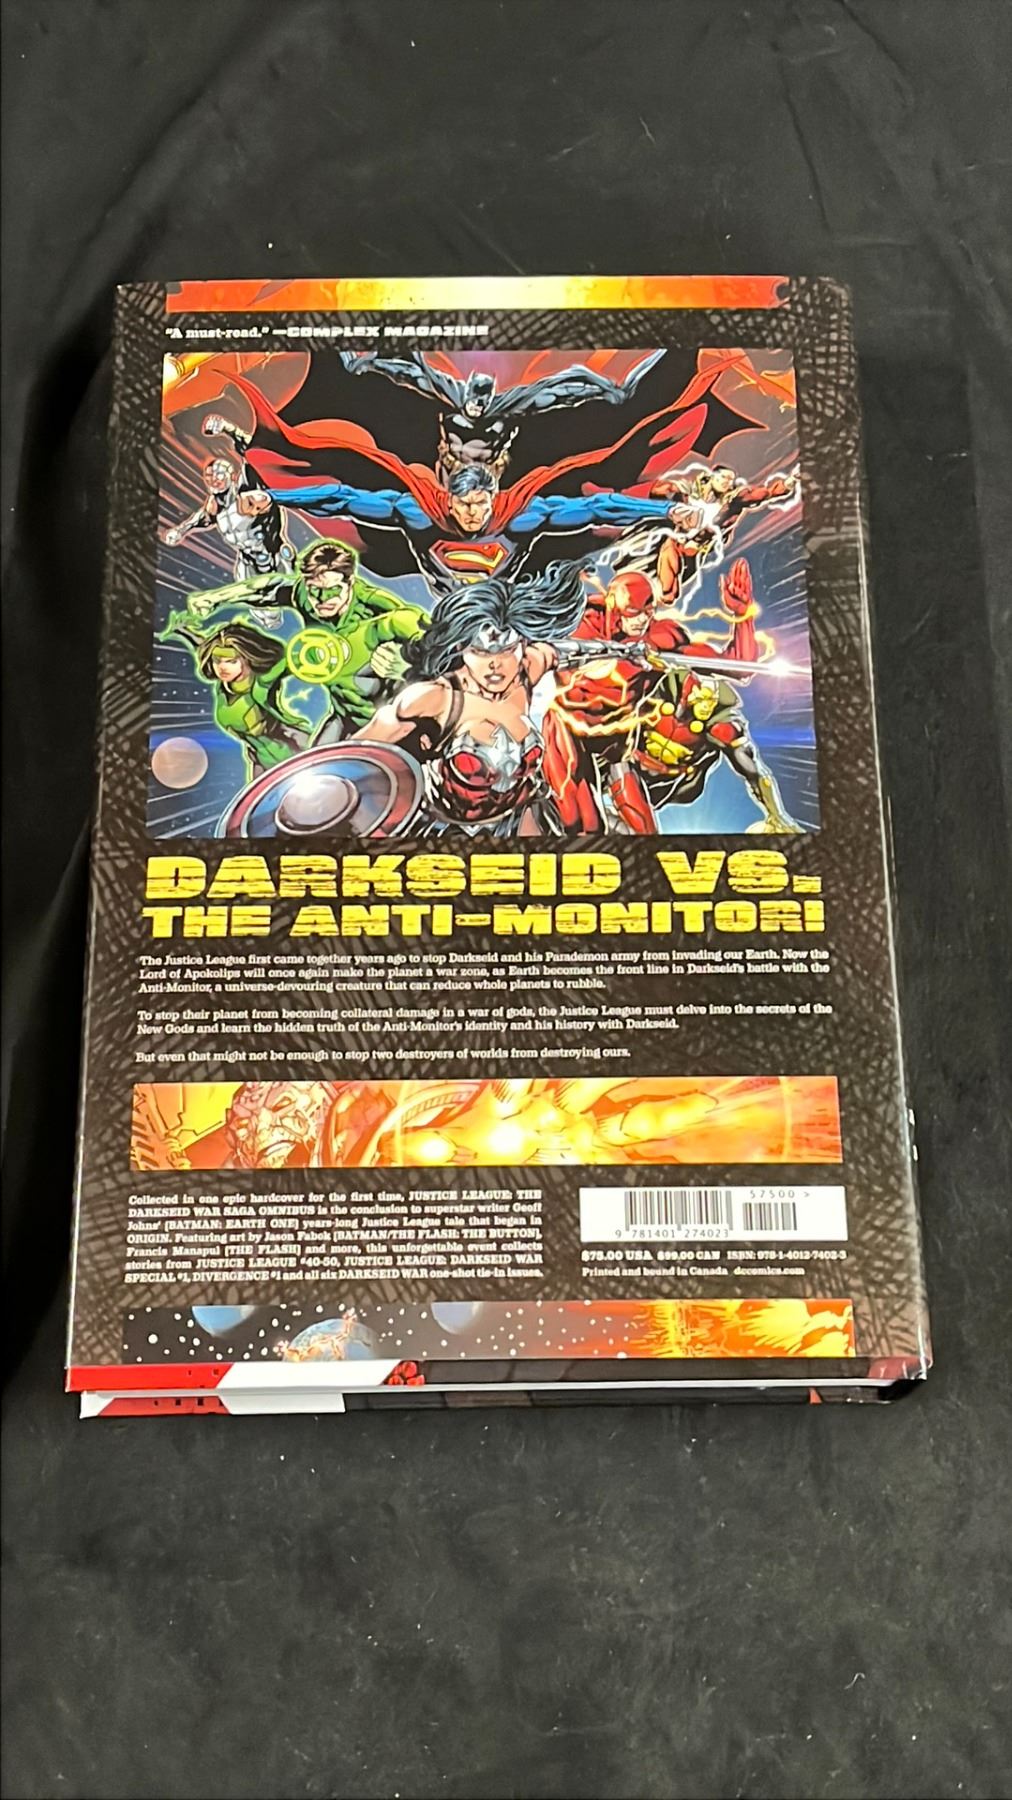 "A must-read." —COMPLEX MAGAZINE
DARKSEID VS.
THE ANTI-MONITOR!
The Justice League first came together years ago to stop Darkseid and his Parademon army from invading our Earth. Now the
Lord of Apokolips will once again make the planet a war zone, as Earth becomes the front line in Darkseid's battle with the
Anti-Monitor, a universe-devouring creature that can reduce whole planets to rubble.
To stop their planet from becoming collateral damage in a war of gods, the Justice League must delve into the secrets of the
New Gods and learn the hidden truth of the Anti-Monitor's identity and his history with Darkseid.
But even that might not be enough to stop two destroyers of worlds from destroying ours.
Collected in one epic hardcover for the first time, JUSTICE LEAGUE: THE
DARKSEID WAR SAGA OMNIBUS is the conclusion to superstar writer Geoff
Johns' (BATMAN: EARTH ONE) years-long Justice League tale that began in
ORIGIN. Featuring art by Jason Fabok (BATMAN/THE FLASH: THE BUTTON),
Francis Manapul (THE FLASH) and more, this unforgettable event collects
stories from JUSTICE LEAGUE #40-50, JUSTICE LEAGUE: DARKSEID WAR
SPECIAL #1, DIVERGENCE #1 and all six DARKSEID WAR one-shot tie-in issues.
57500 >
9 781401 274023
$75.00 USA $99.00 CAN ISBN: 978-1-4012-7402-3
Printed and bound in Canada dccomics.com